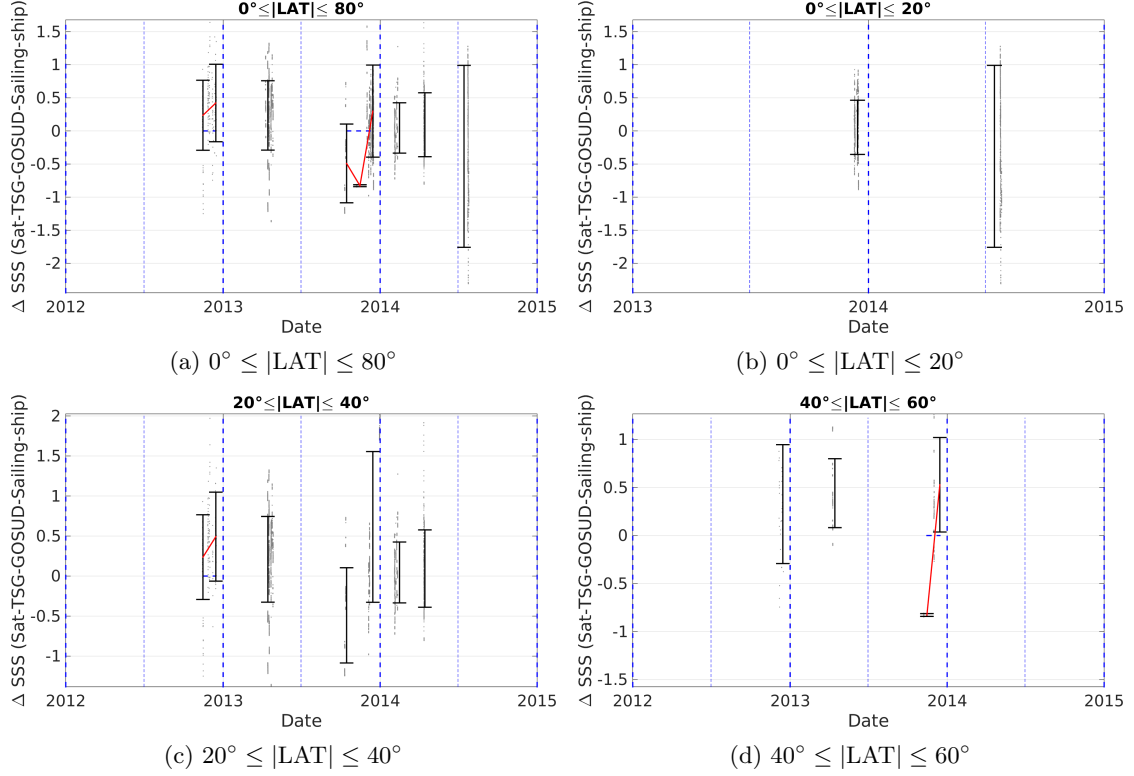 0°≤|LAT|≤ 80°
Δ SSS (Sat-TSG-GOSUD-Sailing-ship)
1.5
1
0.5
0
-0.5
-1
-1.5
-2
2012 2013 2014 2015
Date
(a) 0° ≤ |LAT| ≤ 80°
0°≤|LAT|≤ 20°
Δ SSS (Sat-TSG-GOSUD-Sailing-ship)
1.5
1
0.5
0
-0.5
-1
-1.5
-2
2013 2014 2015
Date
(b) 0° ≤ |LAT| ≤ 20°
20°≤|LAT|≤ 40°
Δ SSS (Sat-TSG-GOSUD-Sailing-ship)
2
1.5
1
0.5
0
-0.5
-1
2012 2013 2014 2015
Date
(c) 20° ≤ |LAT| ≤ 40°
40°≤|LAT|≤ 60°
Δ SSS (Sat-TSG-GOSUD-Sailing-ship)
1
0.5
0
-0.5
-1
-1.5
2012 2013 2014 2015
Date
(d) 40° ≤ |LAT| ≤ 60°